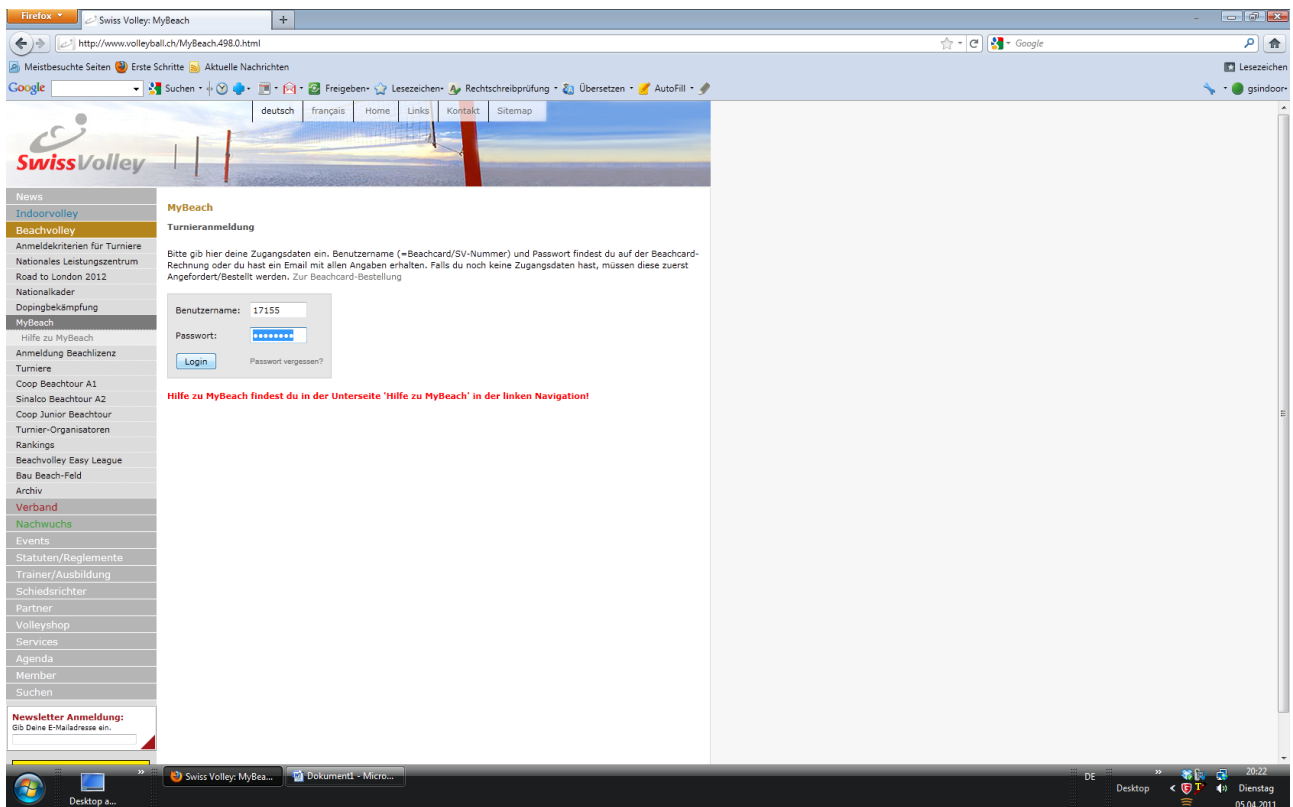 Firefox
Swiss Volley: MyBeach
http://www.volleyball.ch/MyBeach.498.0.html
Google
Meistbesuchte Seiten Erste Schritte Aktuelle Nachrichten
Lesezeichen
Google Suchen Freigeben Lesezeichen Rechtschreibprüfung Übersetzen AutoFill gsindoor
deutsch français Home Links Kontakt Sitemap
SwissVolley
News
Indoorvolley
Beachvolley
Anmeldekriterien für Turniere
Nationales Leistungszentrum
Road to London 2012
Nationalkader
Dopingbekämpfung
MyBeach
Hilfe zu MyBeach
Anmeldung Beachlizenz
Turniere
Coop Beachtour A1
Sinalco Beachtour A2
Coop Junior Beachtour
Turnier-Organisatoren
Rankings
Beachvolley Easy League
Bau Beach-Feld
Archiv
Verband
Nachwuchs
Events
Statuten/Reglemente
Trainer/Ausbildung
Schiedsrichter
Partner
Volleyshop
Services
Agenda
Member
Suchen
Newsletter Anmeldung:
Gib Deine E-Mailadresse ein.
MyBeach
Turnieranmeldung
Bitte gib hier deine Zugangsdaten ein. Benutzername (=Beachcard/SV-Nummer) und Passwort findest du auf der Beachcard-
Rechnung oder du hast ein Email mit allen Angaben erhalten. Falls du noch keine Zugangsdaten hast, müssen diese zuerst
Angefordert/Bestellt werden. Zur Beachcard-Bestellung
Benutzername: 17155
Passwort: ••••••••
Login Passwort vergessen?
Hilfe zu MyBeach findest du in der Unterseite 'Hilfe zu MyBeach' in der linken Navigation!
Desktop a...
Swiss Volley: MyBea...
Dokument1 - Micro...
DE
Desktop
20:22
Dienstag
05.04.2011